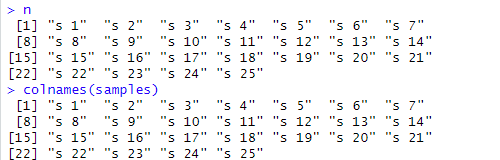 > n
 [1] "s 1"  "s 2"  "s 3"  "s 4"  "s 5"  "s 6"  "s 7"
 [8] "s 8"  "s 9"  "s 10" "s 11" "s 12" "s 13" "s 14"
[15] "s 15" "s 16" "s 17" "s 18" "s 19" "s 20" "s 21"
[22] "s 22" "s 23" "s 24" "s 25"
> colnames(samples)
 [1] "s 1"  "s 2"  "s 3"  "s 4"  "s 5"  "s 6"  "s 7"
 [8] "s 8"  "s 9"  "s 10" "s 11" "s 12" "s 13" "s 14"
[15] "s 15" "s 16" "s 17" "s 18" "s 19" "s 20" "s 21"
[22] "s 22" "s 23" "s 24" "s 25"